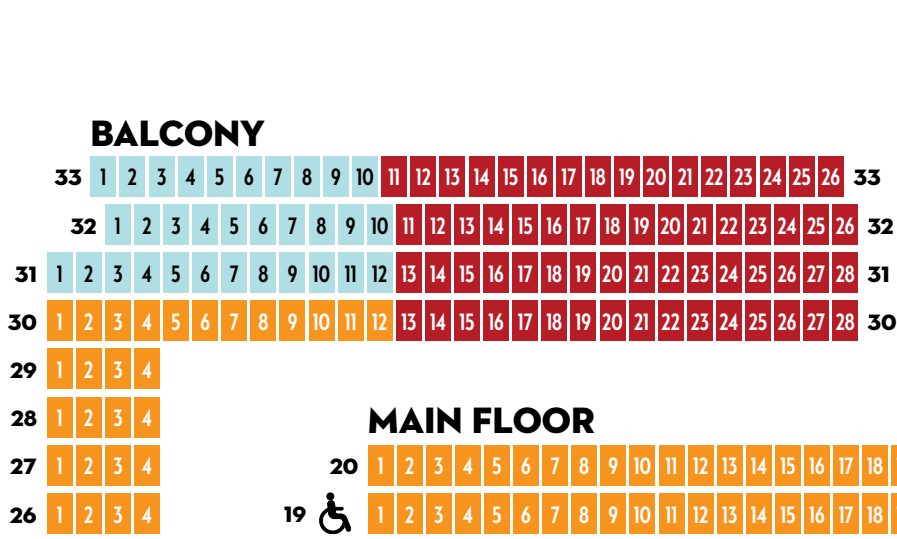 BALCONY
33 1 2 3 4 5 6 7 8 9 10 11 12 13 14 15 16 17 18 19 20 21 22 23 24 25 26 33
32 1 2 3 4 5 6 7 8 9 10 11 12 13 14 15 16 17 18 19 20 21 22 23 24 25 26 32
31 1 2 3 4 5 6 7 8 9 10 11 12 13 14 15 16 17 18 19 20 21 22 23 24 25 26 27 28 31
30 1 2 3 4 5 6 7 8 9 10 11 12 13 14 15 16 17 18 19 20 21 22 23 24 25 26 27 28 30
29 1 2 3 4
28 1 2 3 4
MAIN FLOOR
27 1 2 3 4
20 1 2 3 4 5 6 7 8 9 10 11 12 13 14 15 16 17 18
26 1 2 3 4
19 1 2 3 4 5 6 7 8 9 10 11 12 13 14 15 16 17 18